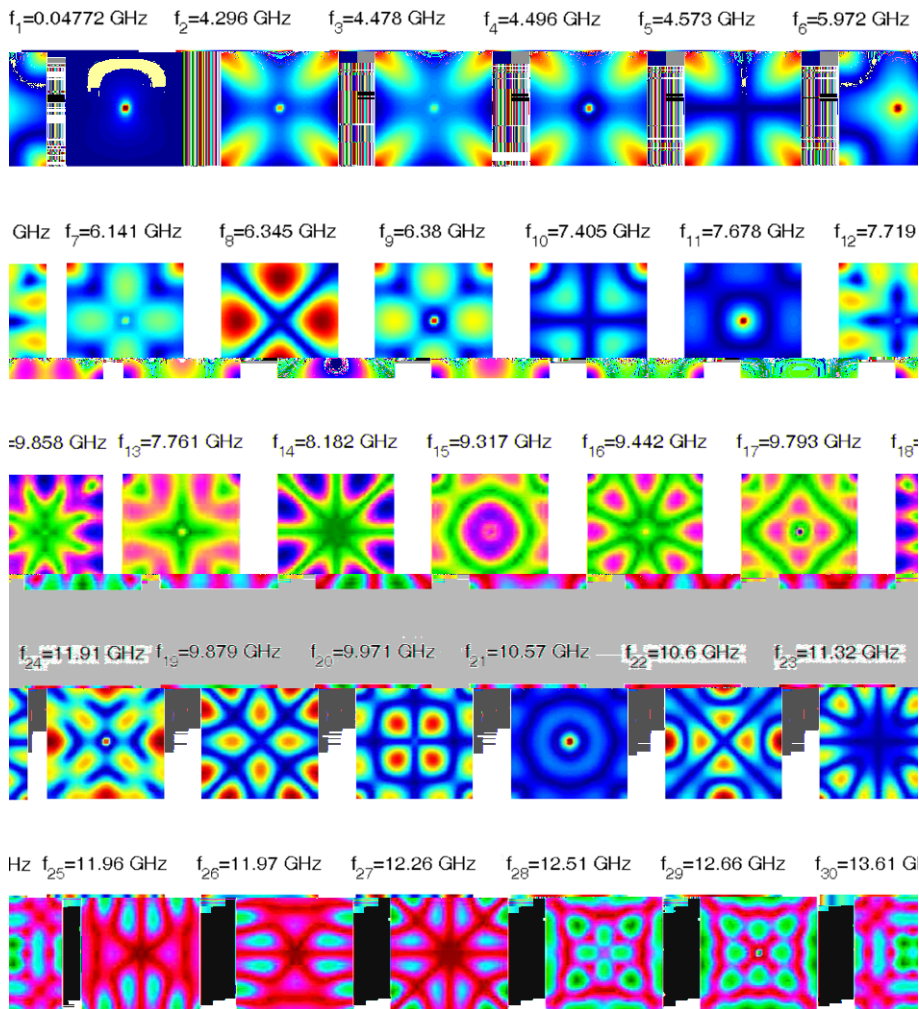 f1=0.04772 GHz f2=4.296 GHz f3=4.478 GHz f4=4.496 GHz f5=4.573 GHz f6=5.972 GHz
GHz f7=6.141 GHz f8=6.345 GHz f9=6.38 GHz f10=7.405 GHz f11=7.678 GHz f12=7.719
=9.858 GHz f13=7.761 GHz f14=8.182 GHz f15=9.317 GHz f16=9.442 GHz f17=9.793 GHz f18=
f24=11.91 GHz f19=9.879 GHz f20=9.971 GHz f21=10.57 GHz f22=10.6 GHz f23=11.32 GHz
Hz f25=11.96 GHz f26=11.97 GHz f27=12.26 GHz f28=12.51 GHz f29=12.66 GHz f30=13.61 G